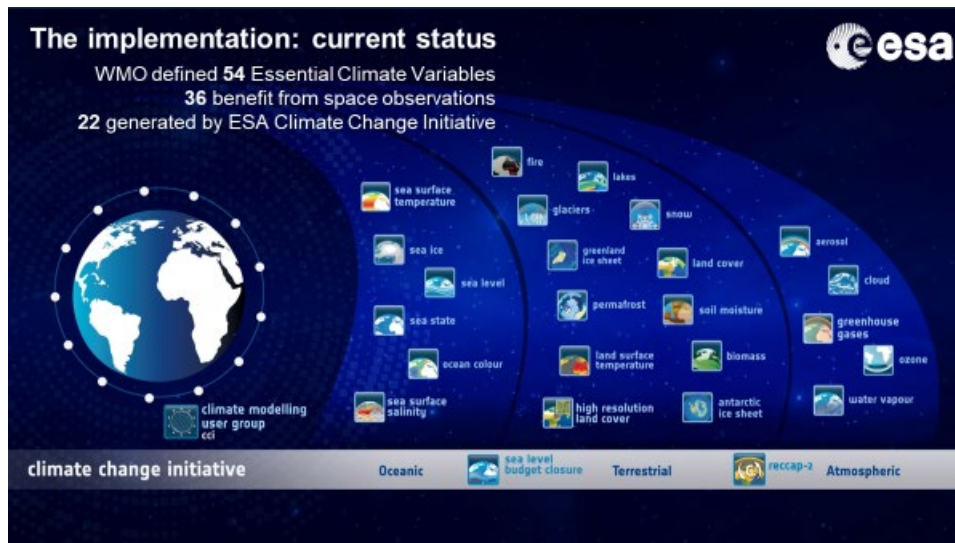 The implementation: current status
esa
WMO defined 54 Essential Climate Variables
36 benefit from space observations
22 generated by ESA Climate Change Initiative
sea surface
temperature
sea ice
sea level
sea state
ocean colour
sea surface
salinity
fire
lakes
glaciers
snow
greenland
ice sheet
land cover
permafrost
soil moisture
land surface
temperature
biomass
high resolution
land cover
antarctic
ice sheet
aerosol
cloud
greenhouse
gases
ozone
water vapour
climate modelling
user group
cci
climate change initiative
Oceanic
sea level
budget closure
Terrestrial
reccap-2
Atmospheric